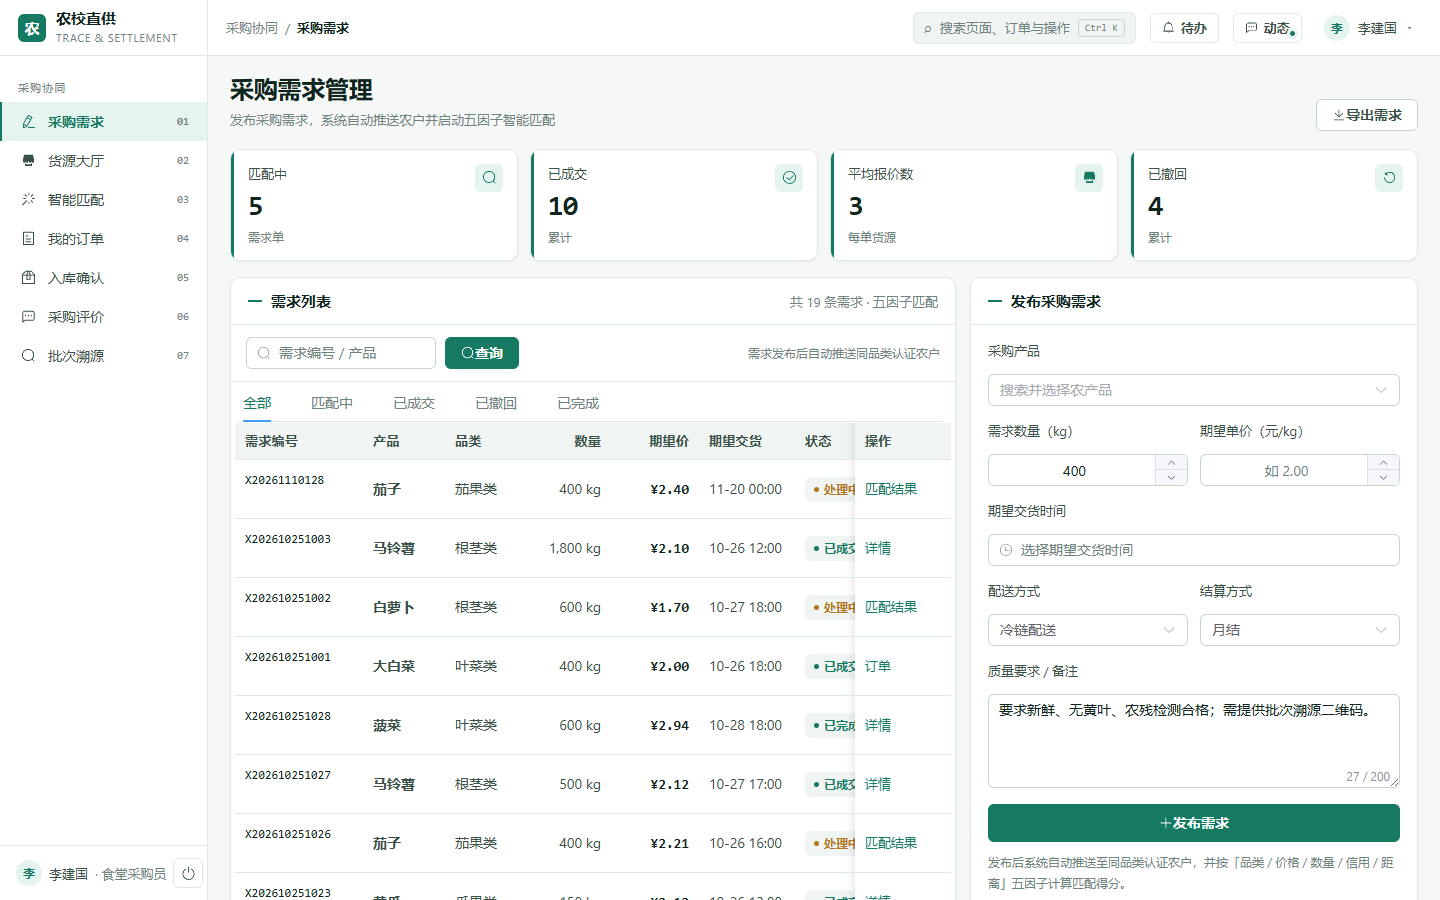 农 农校直供
TRACE & SETTLEMENT
采购协同 / 采购需求
搜索页面、订单与操作 Ctrl K
待办
动态
李 李建国
采购协同
采购需求 01
货源大厅 02
智能匹配 03
我的订单 04
入库确认 05
采购评价 06
批次溯源 07
李 李建国 · 食堂采购员
采购需求管理
发布采购需求，系统自动推送农户并启动五因子智能匹配
导出需求
匹配中
5
需求单
已成交
10
累计
平均报价数
3
每单货源
已撤回
4
累计
需求列表
共 19 条需求 · 五因子匹配
需求编号 / 产品 查询
需求发布后自动推送同品类认证农户
全部 匹配中 已成交 已撤回 已完成
需求编号 产品 品类 数量 期望价 期望交货 状态 操作
X20261110128 茄子 茄果类 400 kg ¥2.40 11-20 00:00 处理中 匹配结果
X202610251003 马铃薯 根茎类 1,800 kg ¥2.10 10-26 12:00 已成交 详情
X202610251002 白萝卜 根茎类 600 kg ¥1.70 10-27 18:00 处理中 匹配结果
X202610251001 大白菜 叶菜类 400 kg ¥2.00 10-26 18:00 已成交 订单
X202610251028 菠菜 叶菜类 600 kg ¥2.94 10-28 18:00 已完成 详情
X202610251027 马铃薯 根茎类 500 kg ¥2.12 10-27 17:00 已成交 详情
X202610251026 茄子 茄果类 400 kg ¥2.21 10-26 16:00 处理中 匹配结果
X202610251023
发布采购需求
采购产品
搜索并选择农产品
需求数量（kg） 期望单价（元/kg）
400 如 2.00
期望交货时间
选择期望交货时间
配送方式 结算方式
冷链配送 月结
质量要求 / 备注
要求新鲜、无黄叶、农残检测合格；需提供批次溯源二维码。
27 / 200
发布需求
发布后系统自动推送至同品类认证农户，并按「品类 / 价格 / 数量 / 信用 / 距
离」五因子计算匹配得分。